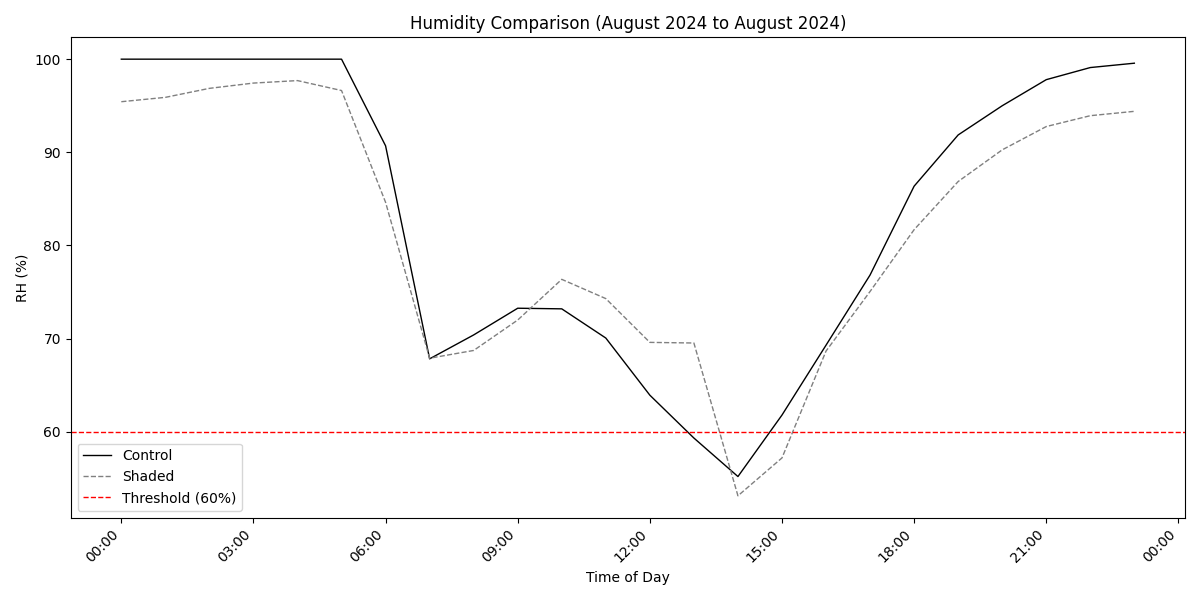 Humidity Comparison (August 2024 to August 2024)
RH (%)
100
90
80
70
60
Control
Shaded
Threshold (60%)
00:00
03:00
06:00
09:00
12:00
15:00
18:00
21:00
00:00
Time of Day